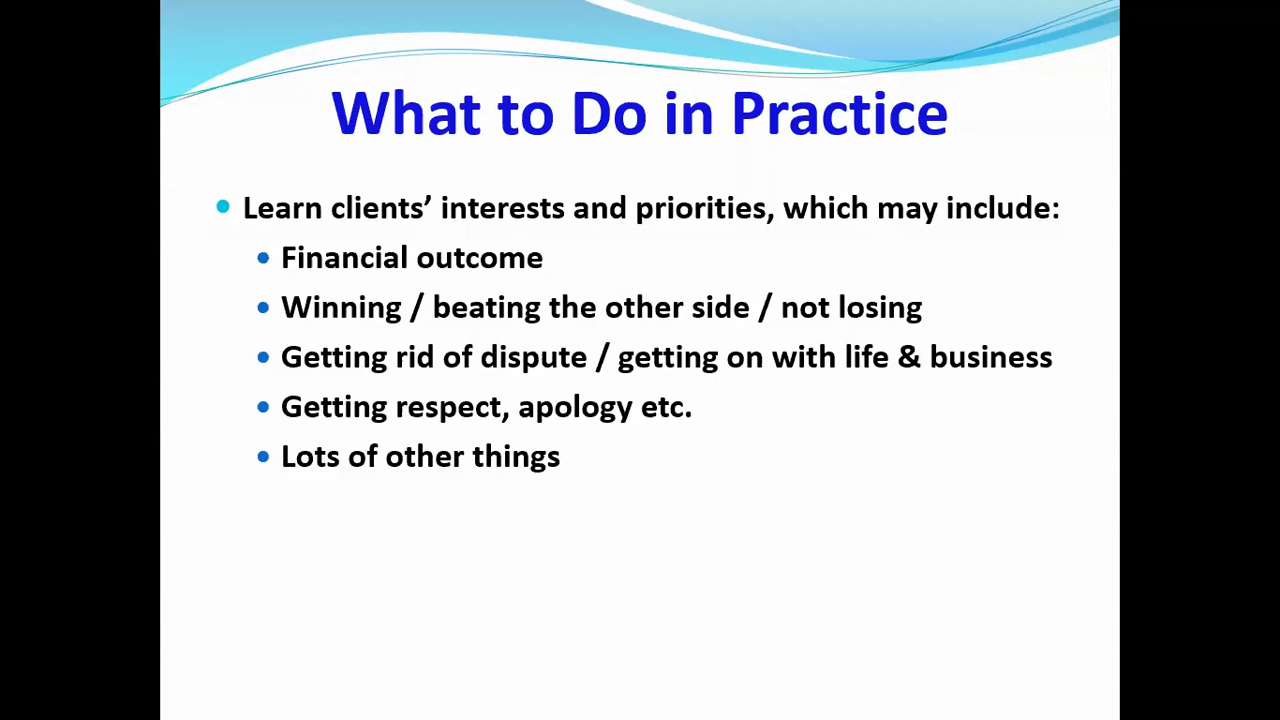 What to Do in Practice
Learn clients’ interests and priorities, which may include:
Financial outcome
Winning / beating the other side / not losing
Getting rid of dispute / getting on with life & business
Getting respect, apology etc.
Lots of other things